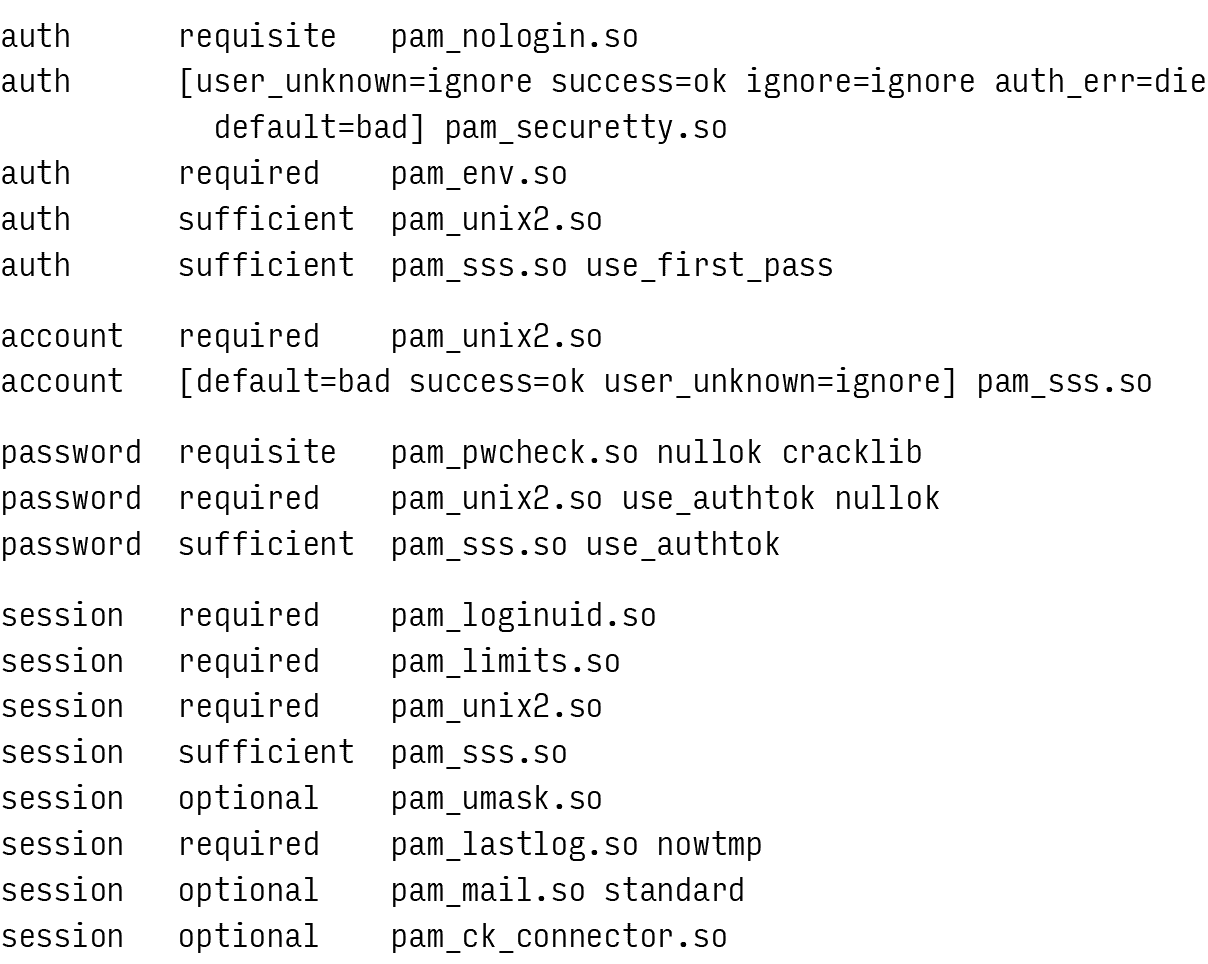 auth      requisite   pam_nologin.so
auth      [user_unknown=ignore success=ok ignore=ignore auth_err=die
            default=bad] pam_securetty.so
auth      required    pam_env.so
auth      sufficient  pam_unix2.so
auth      sufficient  pam_sss.so use_first_pass
account   required    pam_unix2.so
account   [default=bad success=ok user_unknown=ignore] pam_sss.so
password  requisite   pam_pwcheck.so nullok cracklib
password  required    pam_unix2.so use_authtok nullok
password  sufficient  pam_sss.so use_authtok
session   required    pam_loginuid.so
session   required    pam_limits.so
session   required    pam_unix2.so
session   sufficient  pam_sss.so
session   optional    pam_umask.so
session   required    pam_lastlog.so nowtmp
session   optional    pam_mail.so standard
session   optional    pam_ck_connector.so